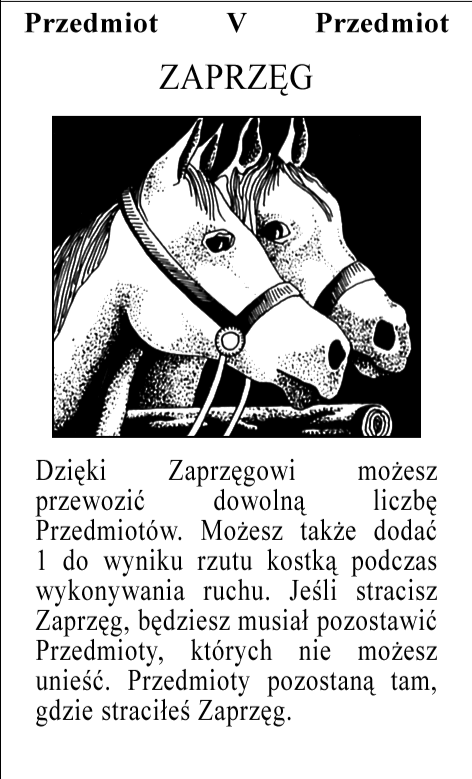 Przedmiot V Przedmiot
ZAPRZĘG
Dzięki Zaprzęgowi możesz
przewozić dowolną liczbę
Przedmiotów. Możesz także dodać
1 do wyniku rzutu kostką podczas
wykonywania ruchu. Jeśli stracisz
Zaprzęg, będziesz musiał pozostawić
Przedmioty, których nie możesz
unieść. Przedmioty pozostaną tam,
gdzie straciłeś Zaprzęg.